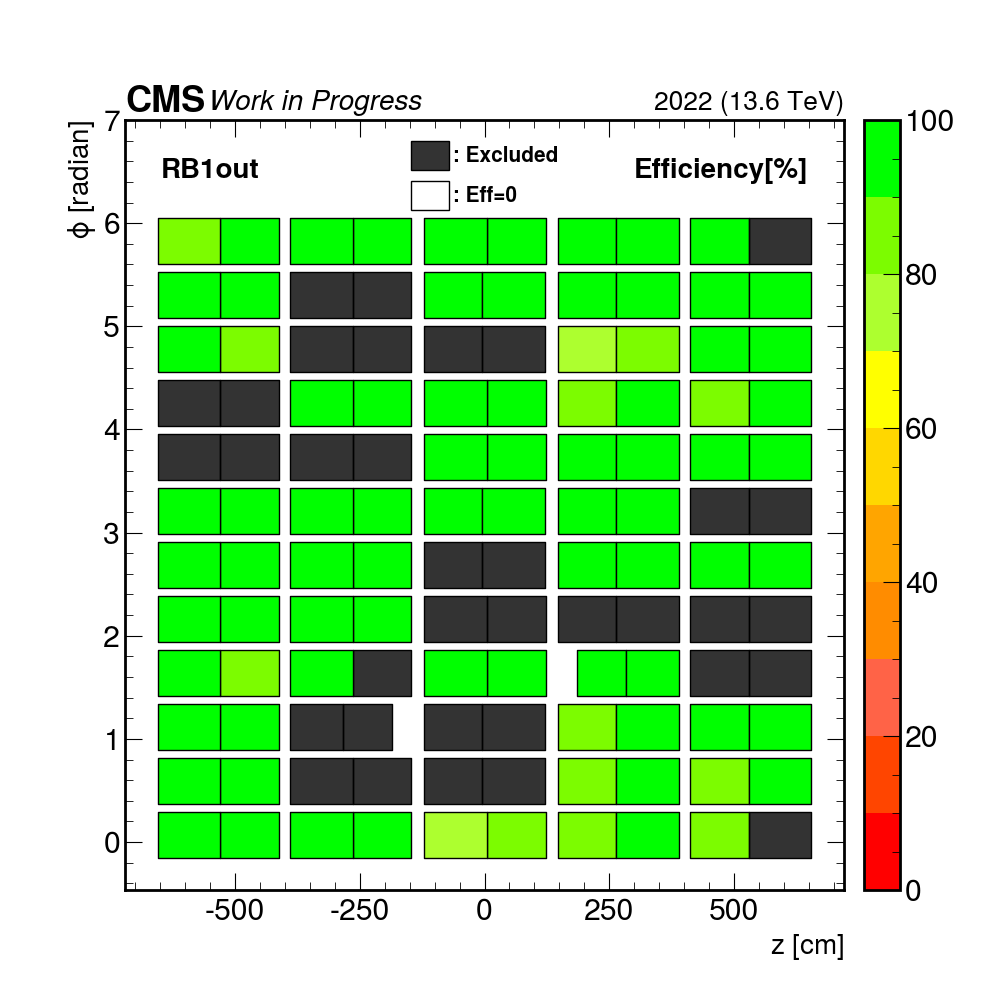 CMS Work in Progress 2022 (13.6 TeV)
RB1out
: Excluded
: Eff=0
Efficiency[%]
ϕ [radian]
7
6
5
4
3
2
1
0
-500 -250 0 250 500
z [cm]
100
80
60
40
20
0